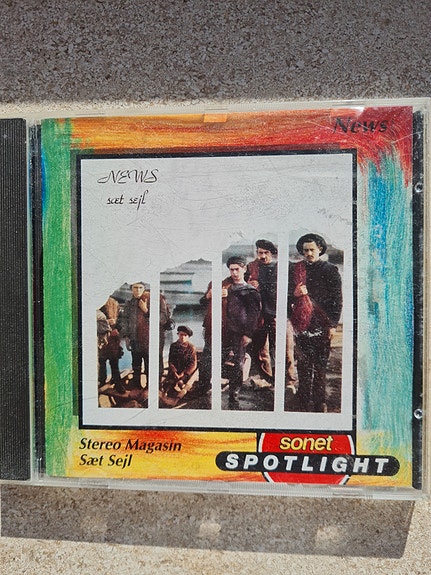 News
NEWS
sæt sejl
Stereo Magasin
Sæt Sejl
sonet
SPOTLIGHT